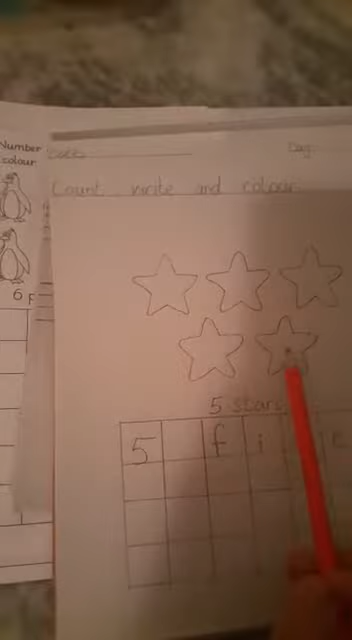 Number
colour
6
Date
Day
Count, write and colour
5 stars
5 f i